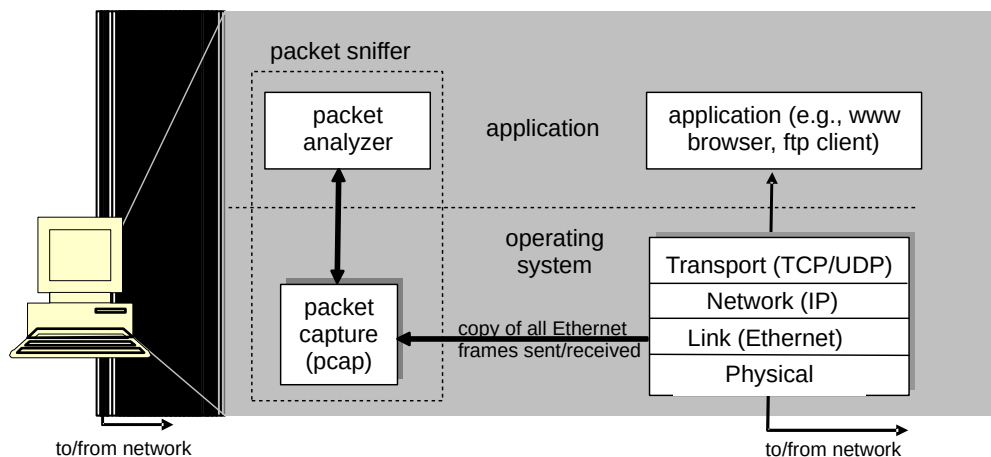 packet sniffer
packet
analyzer
application
application (e.g., www
browser, ftp client)
operating
system
packet
capture
(pcap)
copy of all Ethernet
frames sent/received
Transport (TCP/UDP)
Network (IP)
Link (Ethernet)
Physical
to/from network
to/from network